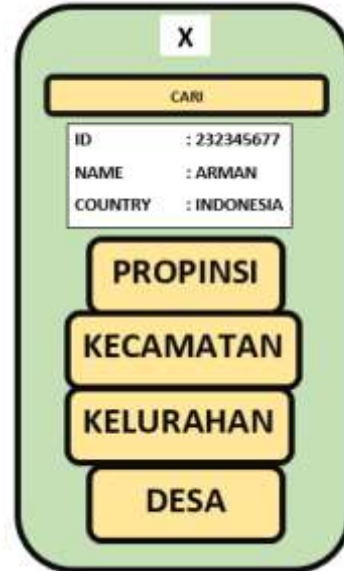 X
CARI
ID : 232345677
NAME : ARMAN
COUNTRY : INDONESIA
PROPINSI
KECAMATAN
KELURAHAN
DESA